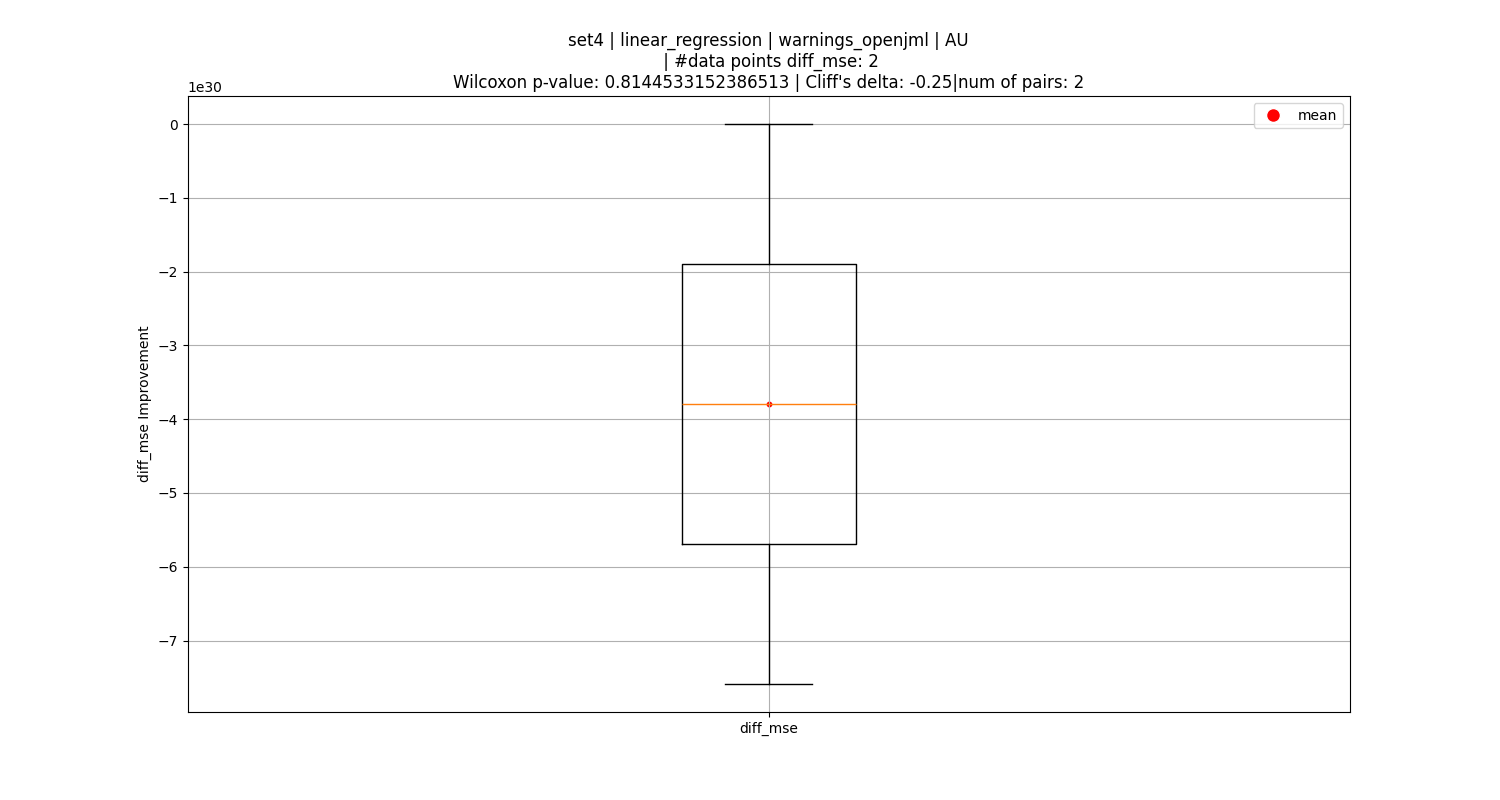 set4 | linear_regression | warnings_openjml | AU
| #data points diff_mse: 2
Wilcoxon p-value: 0.8144533152386513 | Cliff's delta: -0.25|num of pairs: 2
1e30
mean
0
−1
−2
−3
−4
−5
−6
−7
diff_mse Improvement
diff_mse